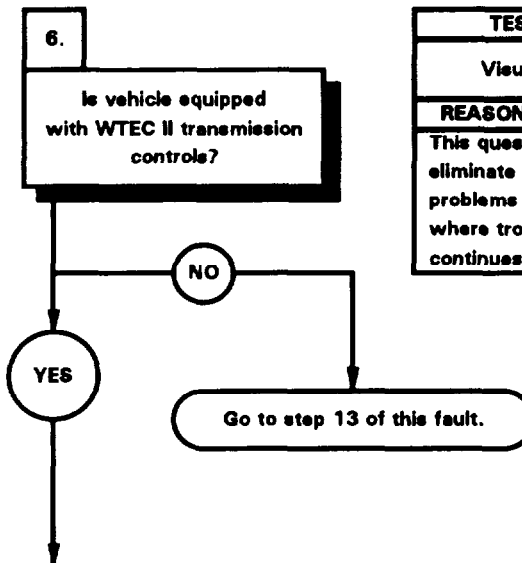 6.
Is vehicle equipped
with WTEC II transmission
controls?
NO
YES
Go to step 13 of this fault.
TES
Visu
REASON
This ques
eliminate
problems
where tro
continues